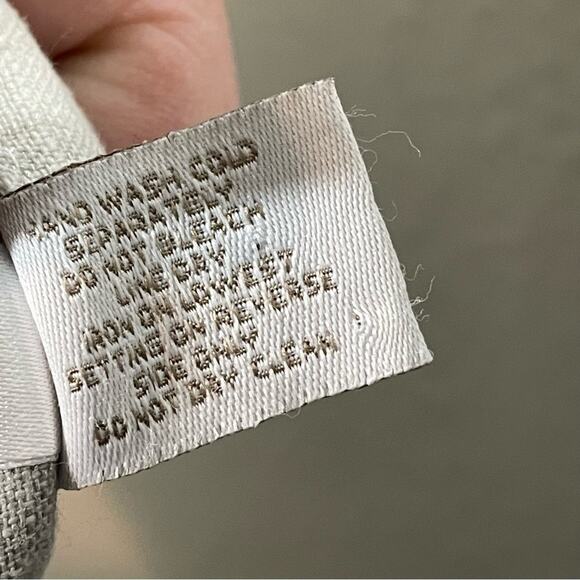 HAND WASH COLD
SEPARATELY
DO NOT BLEACH
LINE DRY
IRON ON LOWEST
SETTING ON REVERSE
SIDE ONLY
DO NOT DRY CLEAN